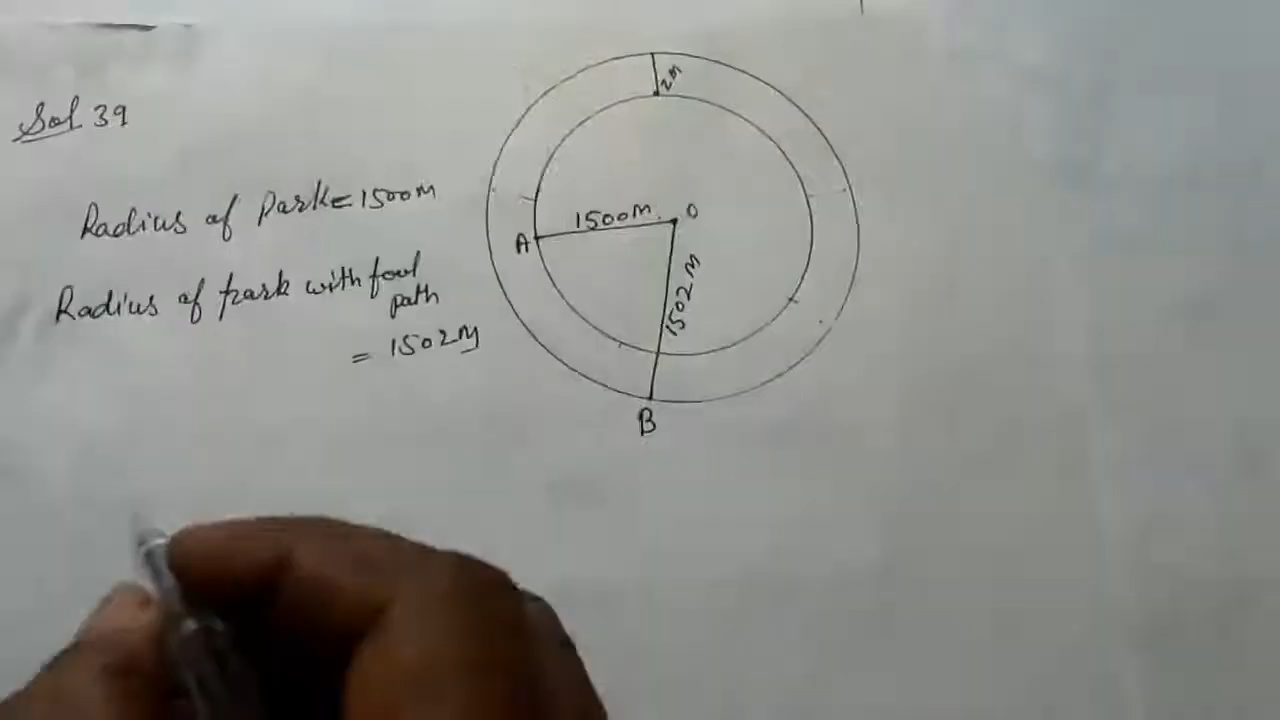 Sol 39
Radius of Park = 1500m
Radius of park with foot
path
= 1502m
2m
1500m
O
A
1502m
B